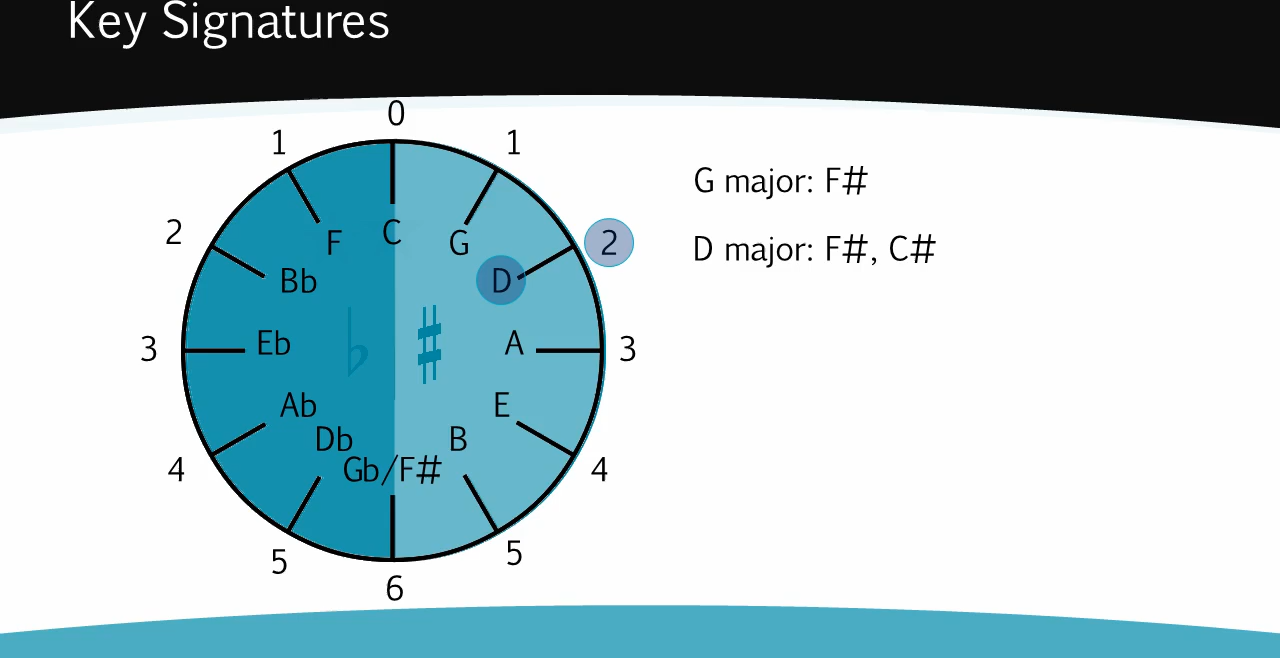 Key Signatures
0
1 1
2 F C G 2
Bb D
3 Eb ♭ ♯ A 3
Ab E
Db B
4 Gb/F# 4
5 5
6
G major: F#
D major: F#, C#